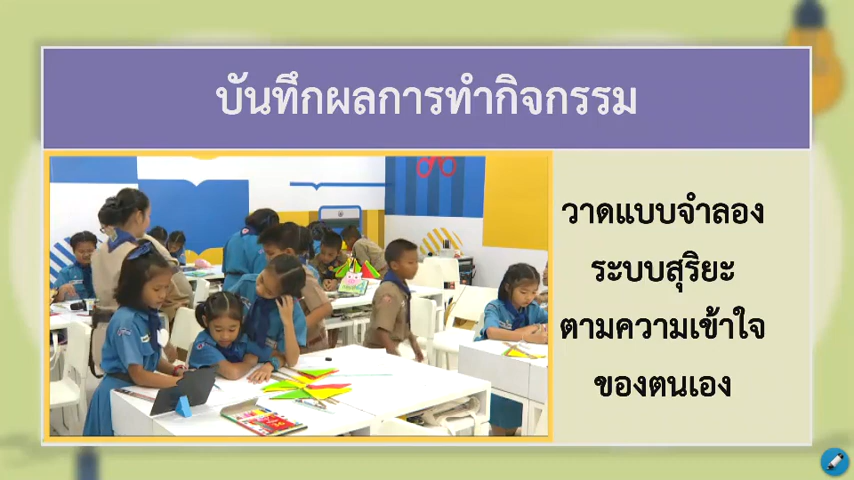 บันทึกผลการทำกิจกรรม
วาดแบบจำลอง
ระบบสุริยะ
ตามความเข้าใจ
ของตนเอง